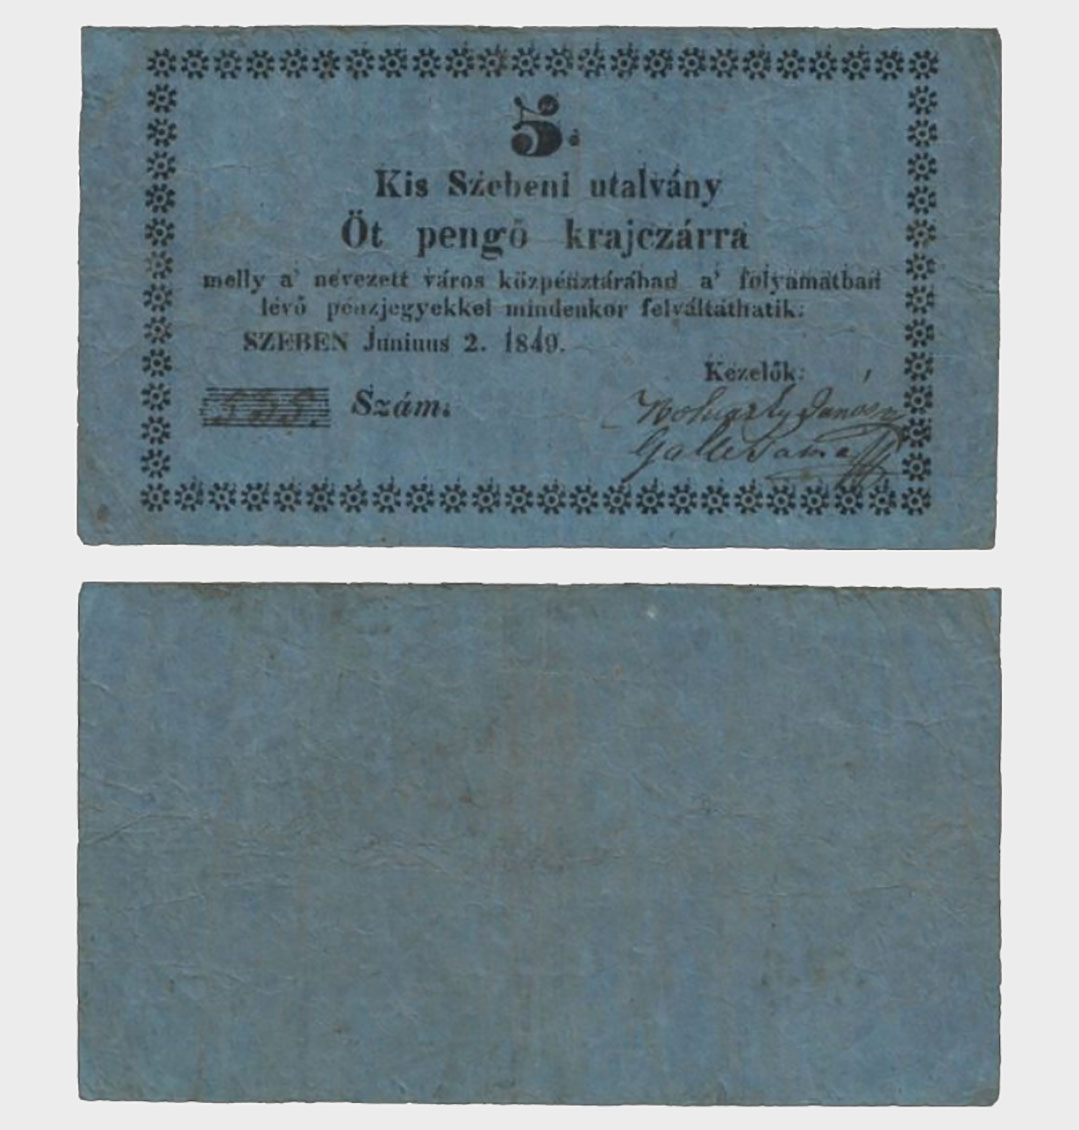 5.
Kis Szebeni utalvány
Öt pengő krajczárra
melly a' nevezett város közpénztárában a' folyamatban
lévő pénzjegyekkel mindenkor felváltathatik.
SZEBEN Juniuus 2. 1849.
Kezelők:
Szám.
János